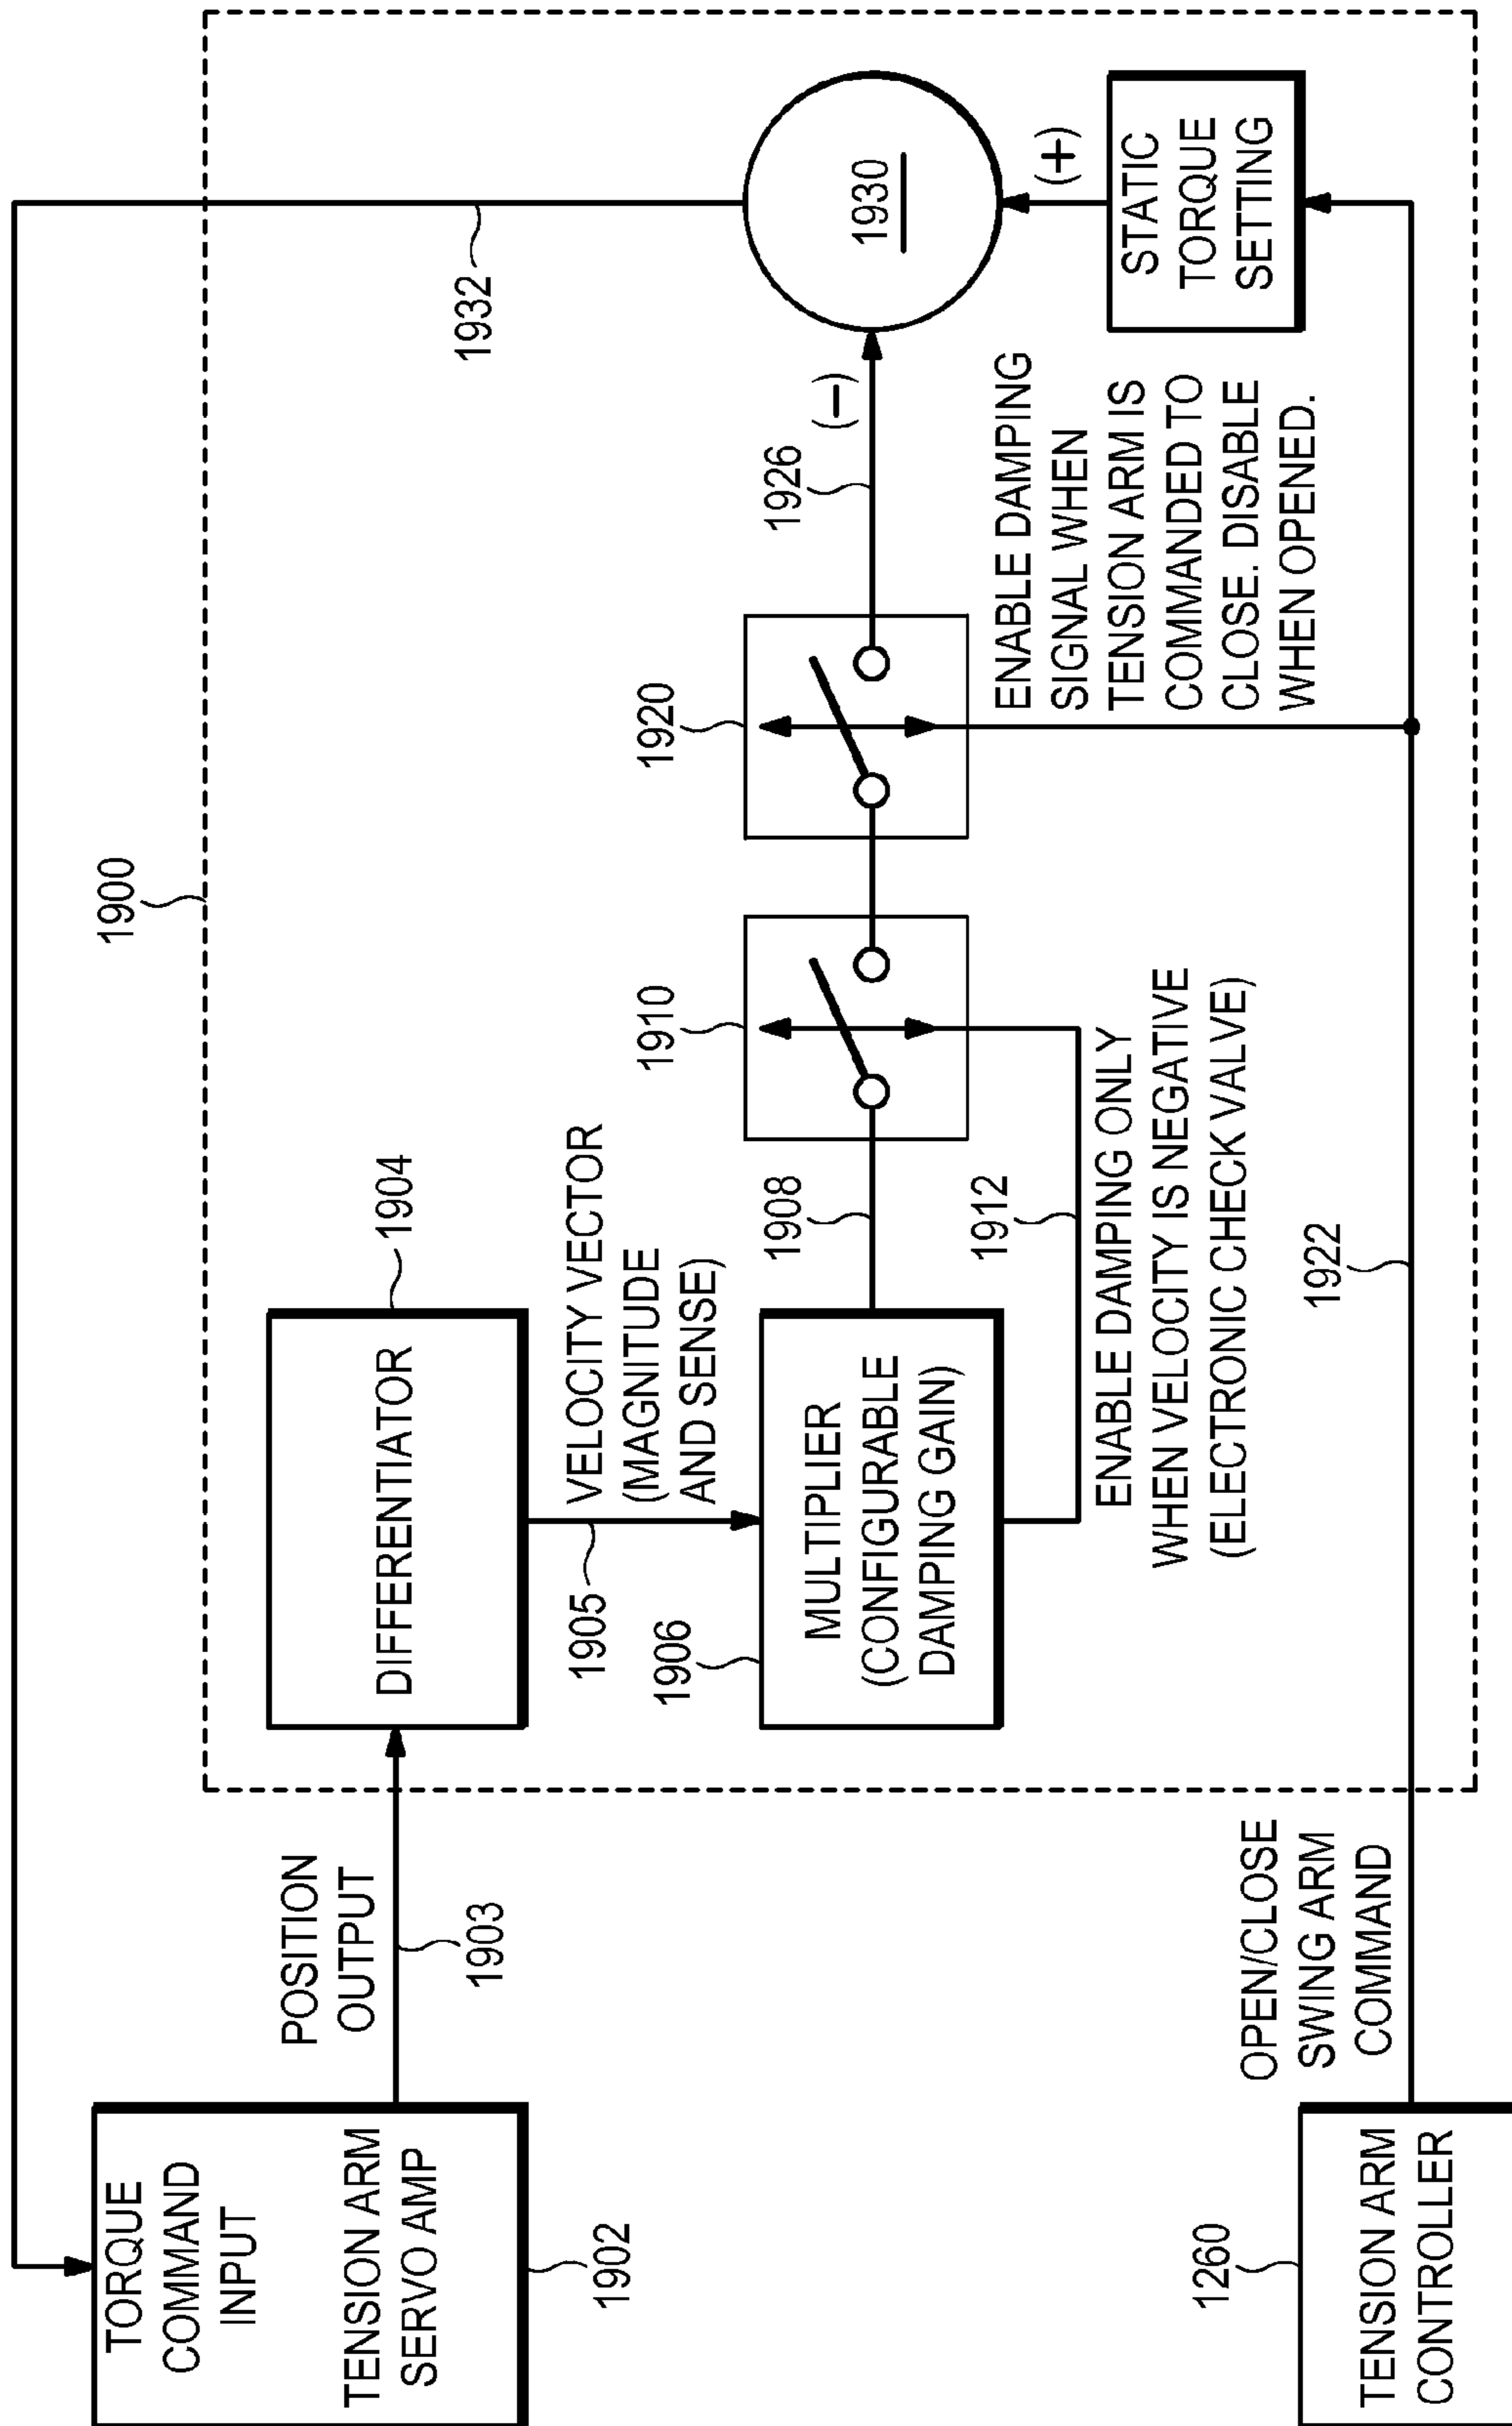 1900
TORQUE
COMMAND
INPUT
TENSION ARM
SERVO AMP
1902
POSITION
OUTPUT
1903
DIFFERENTIATOR
1904
1932
1905
VELOCITY VECTOR
(MAGNITUDE
AND SENSE)
1906
MULTIPLIER
(CONFIGURABLE
DAMPING GAIN)
1908
1910
1920
1926
(−)
1930
(+)
STATIC
TORQUE
SETTING
1912
ENABLE DAMPING ONLY
WHEN VELOCITY IS NEGATIVE
(ELECTRONIC CHECK VALVE)
ENABLE DAMPING
SIGNAL WHEN
TENSION ARM IS
COMMANDED TO
CLOSE. DISABLE
WHEN OPENED.
1260
TENSION ARM
CONTROLLER
OPEN/CLOSE
SWING ARM
COMMAND
1922